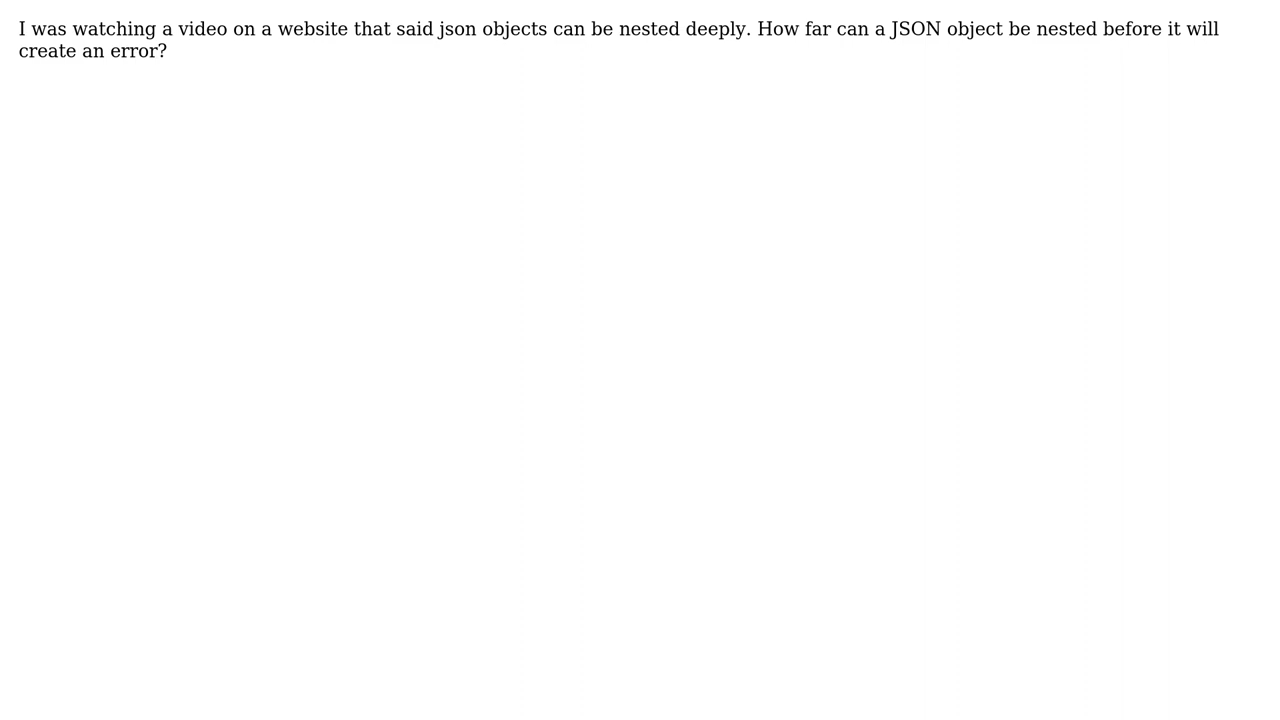 I was watching a video on a website that said json objects can be nested deeply. How far can a JSON object be nested before it will
create an error?